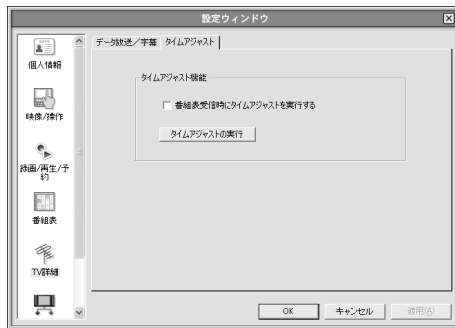 設定ウィンドウ
個人情報
映像/操作
録画/再生/予
約
番組表
TV詳細
データ放送/字幕 タイムアジャスト
タイムアジャスト機能
番組表受信時にタイムアジャストを実行する
タイムアジャストの実行
OK キャンセル 適用(A)